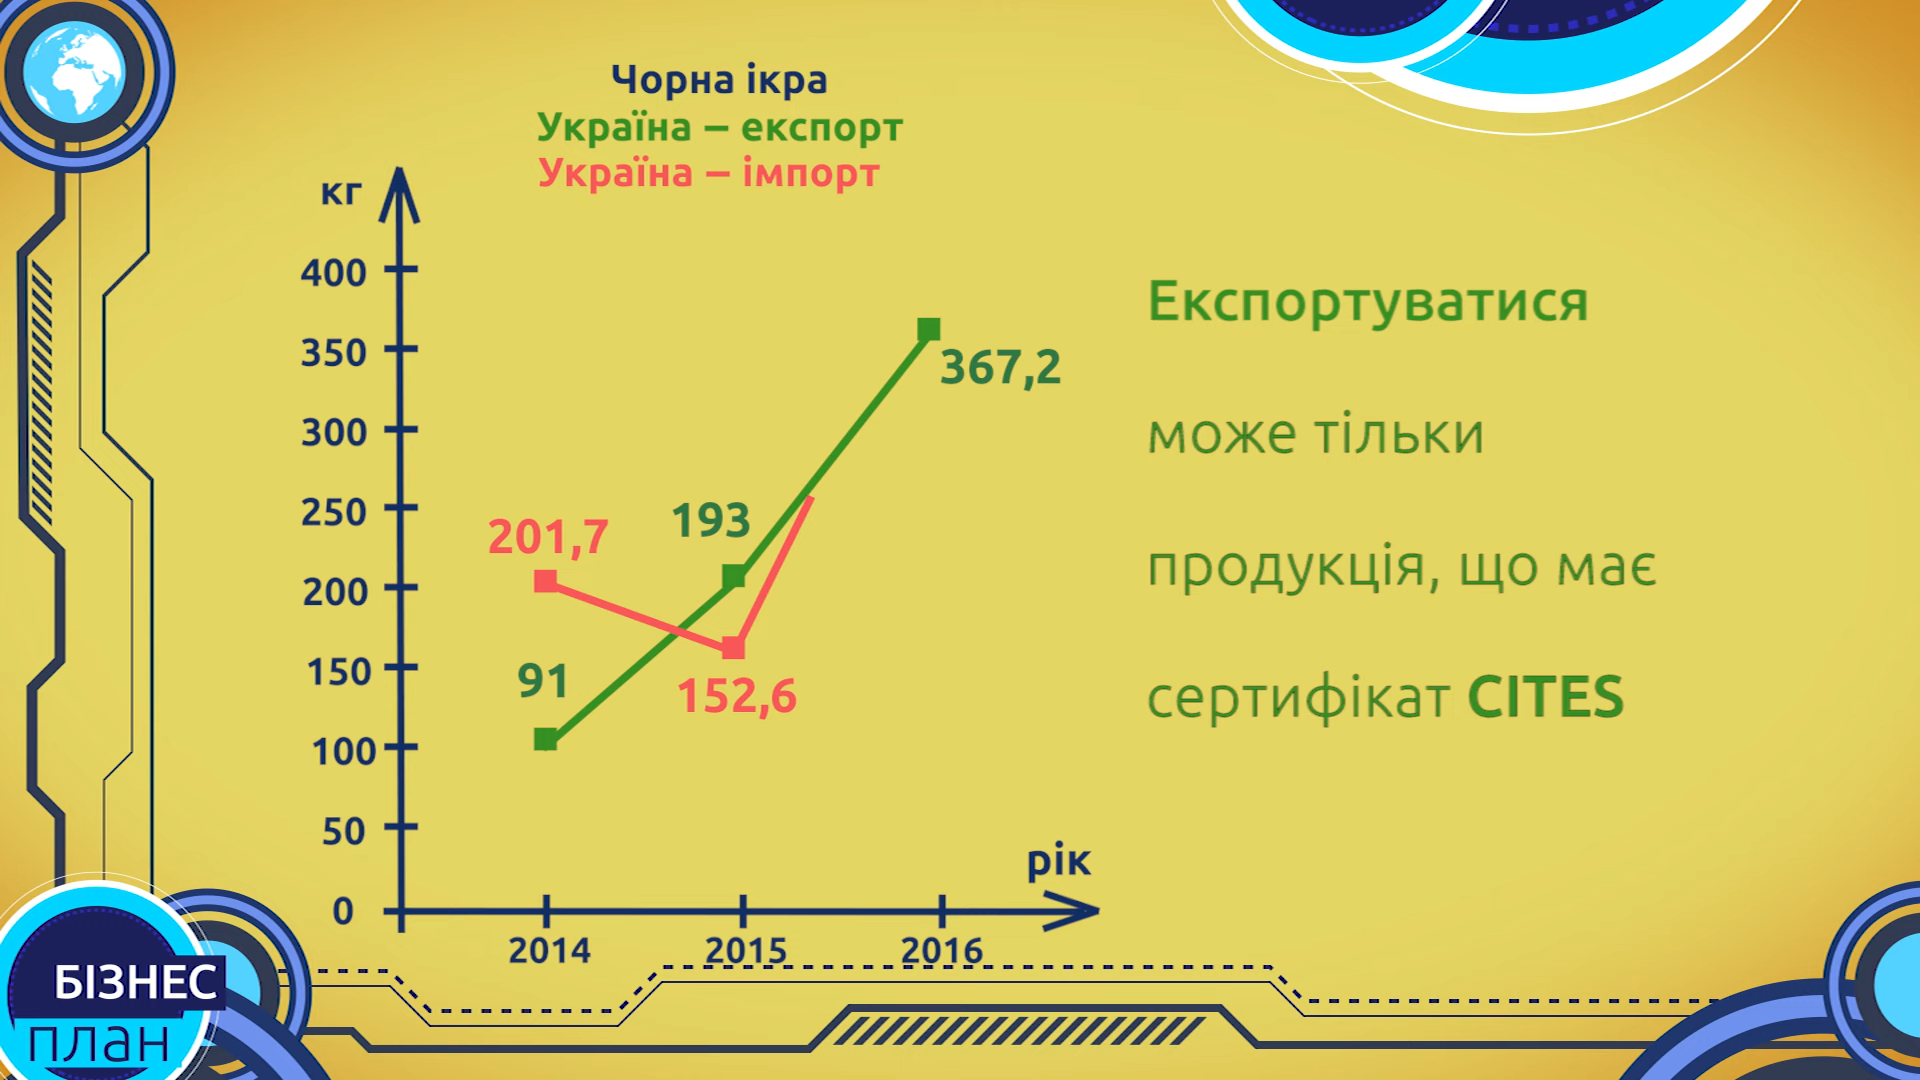 Чорна ікра
Україна – експорт
Україна – імпорт
кг
400
350
300
250
200
150
100
50
0
201,7
193
367,2
91
152,6
рік
2014
2015
2016
Експортуватися
може тільки
продукція, що має
сертифікат CITES
БІЗНЕС
план